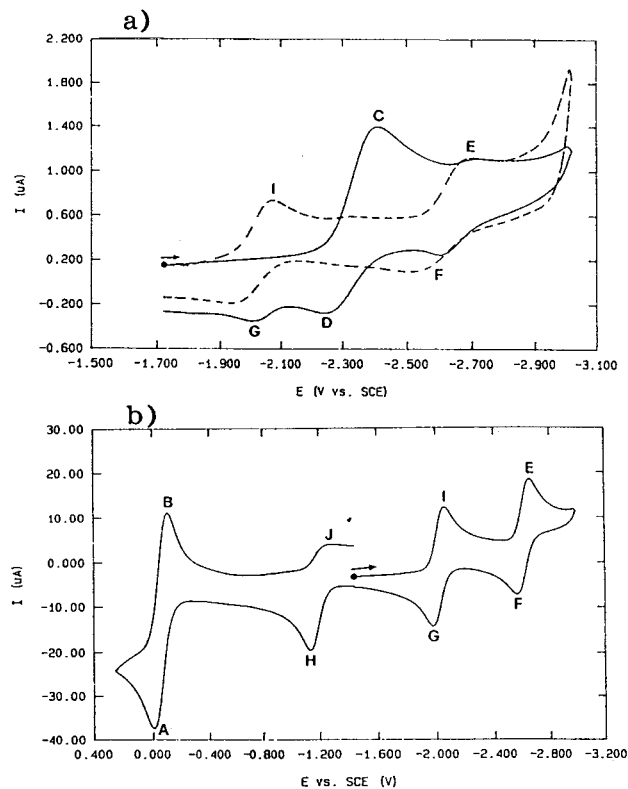 a)
2.200
1.800
1.400
1.000
0.600
0.200
-0.200
-0.600
I (uA)
C
E
I
F
G
D
-1.500 -1.700 -1.900 -2.100 -2.300 -2.500 -2.700 -2.900 -3.100
E (V vs. SCE)
b)
30.00
20.00
10.00
0.000
-10.00
-20.00
-30.00
-40.00
I (uA)
B
I
E
J
H
G
F
A
0.400 0.000 -0.400 -0.800 -1.200 -1.600 -2.000 -2.400 -2.800 -3.200
E vs. SCE (V)